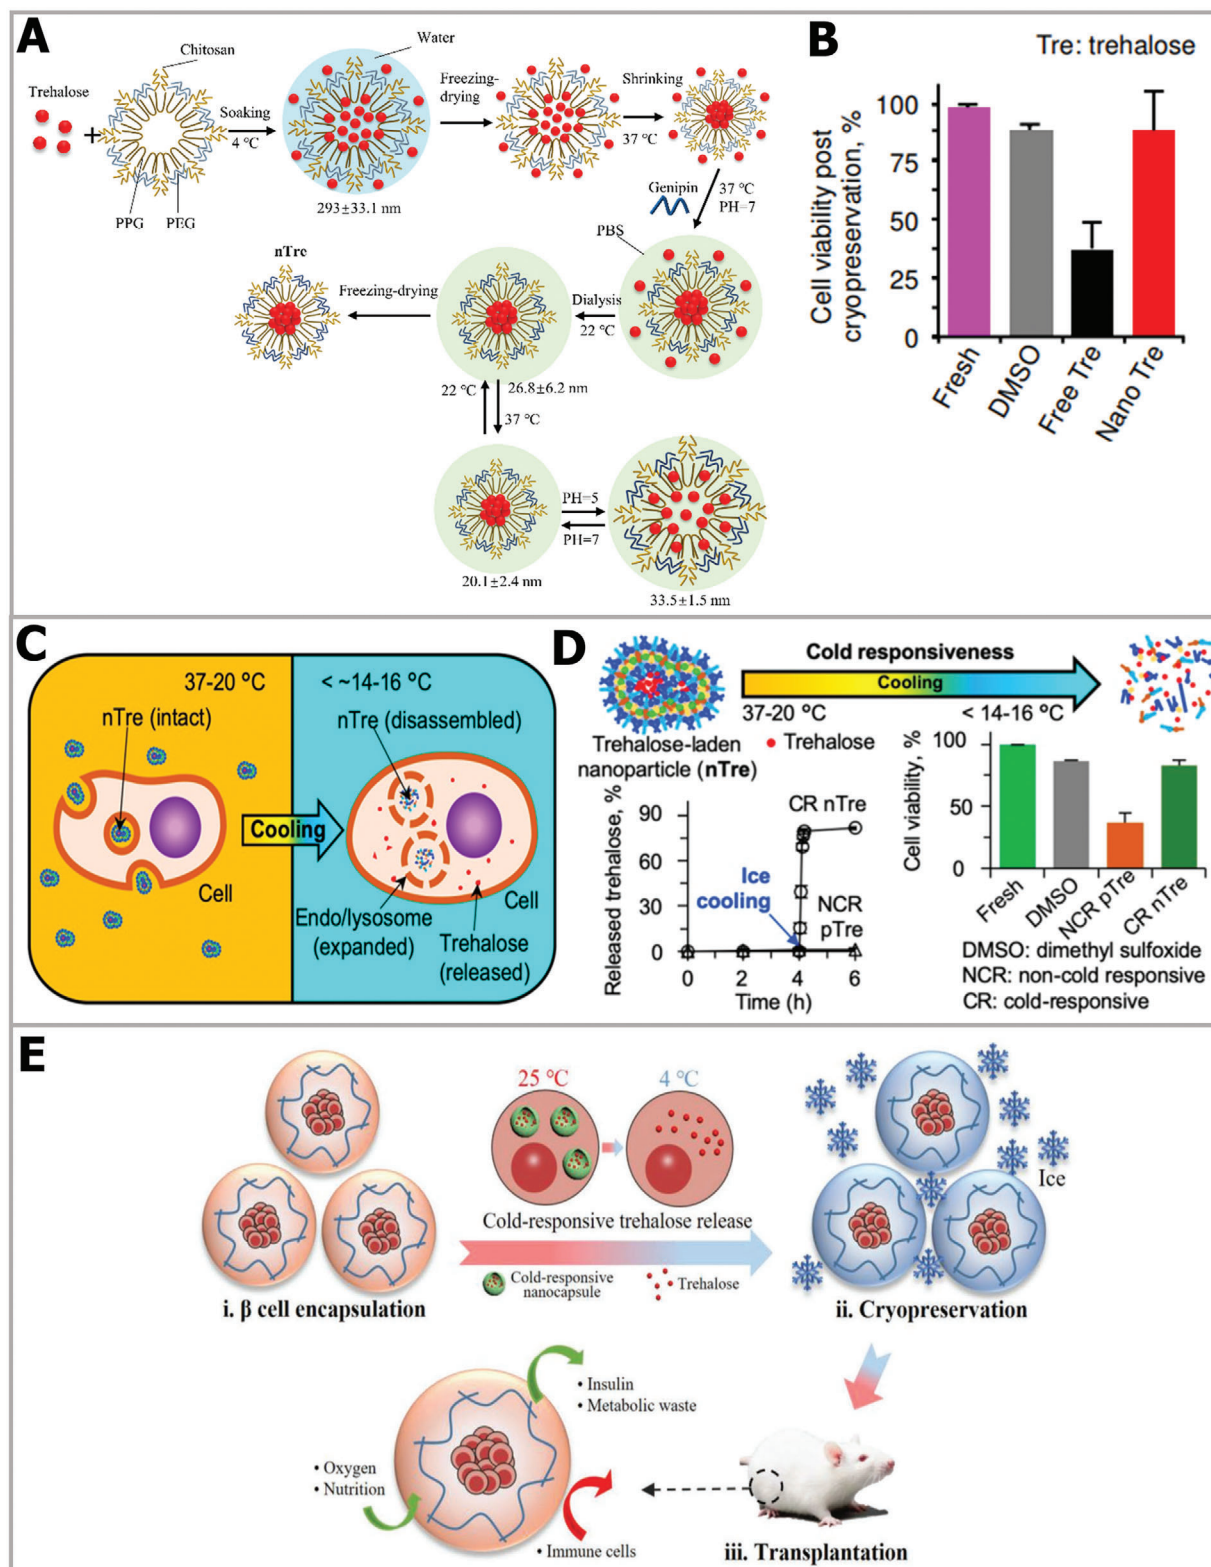 A
Chitosan
Water
Trehalose
+
Soaking
4 °C
Freezing-
drying
Shrinking
37 °C
PPG
PEG
293±33.1 nm
Genipin
37 °C
PH=7
PBS
nTre
Freezing-drying
Dialysis
22 °C
22 °C
26.8±6.2 nm
37 °C
PH=5
PH=7
20.1±2.4 nm
33.5±1.5 nm
B
Tre: trehalose
Cell viability post
cryopreservation, %
100
75
50
25
0
Fresh
DMSO
Free Tre
Nano Tre
C
37-20 °C
< ~14-16 °C
nTre (intact)
nTre (disassembled)
Cooling
Cell
Endo/lysosome
(expanded)
Cell
Trehalose
(released)
D
Cold responsiveness
Cooling
37-20 °C
< 14-16 °C
Trehalose-laden
nanoparticle (nTre)
Trehalose
Released trehalose, %
90
60
30
0
CR nTre
Ice
cooling
NCR
pTre
0
2
4
6
Time (h)
Cell viability, %
100
50
0
Fresh
DMSO
NCR pTre
CR nTre
DMSO: dimethyl sulfoxide
NCR: non-cold responsive
CR: cold-responsive
E
25 °C
4 °C
Cold-responsive trehalose release
Cold-responsive
nanocapsule
Trehalose
Ice
i. β cell encapsulation
ii. Cryopreservation
• Insulin
• Metabolic waste
• Oxygen
• Nutrition
• Immune cells
iii. Transplantation